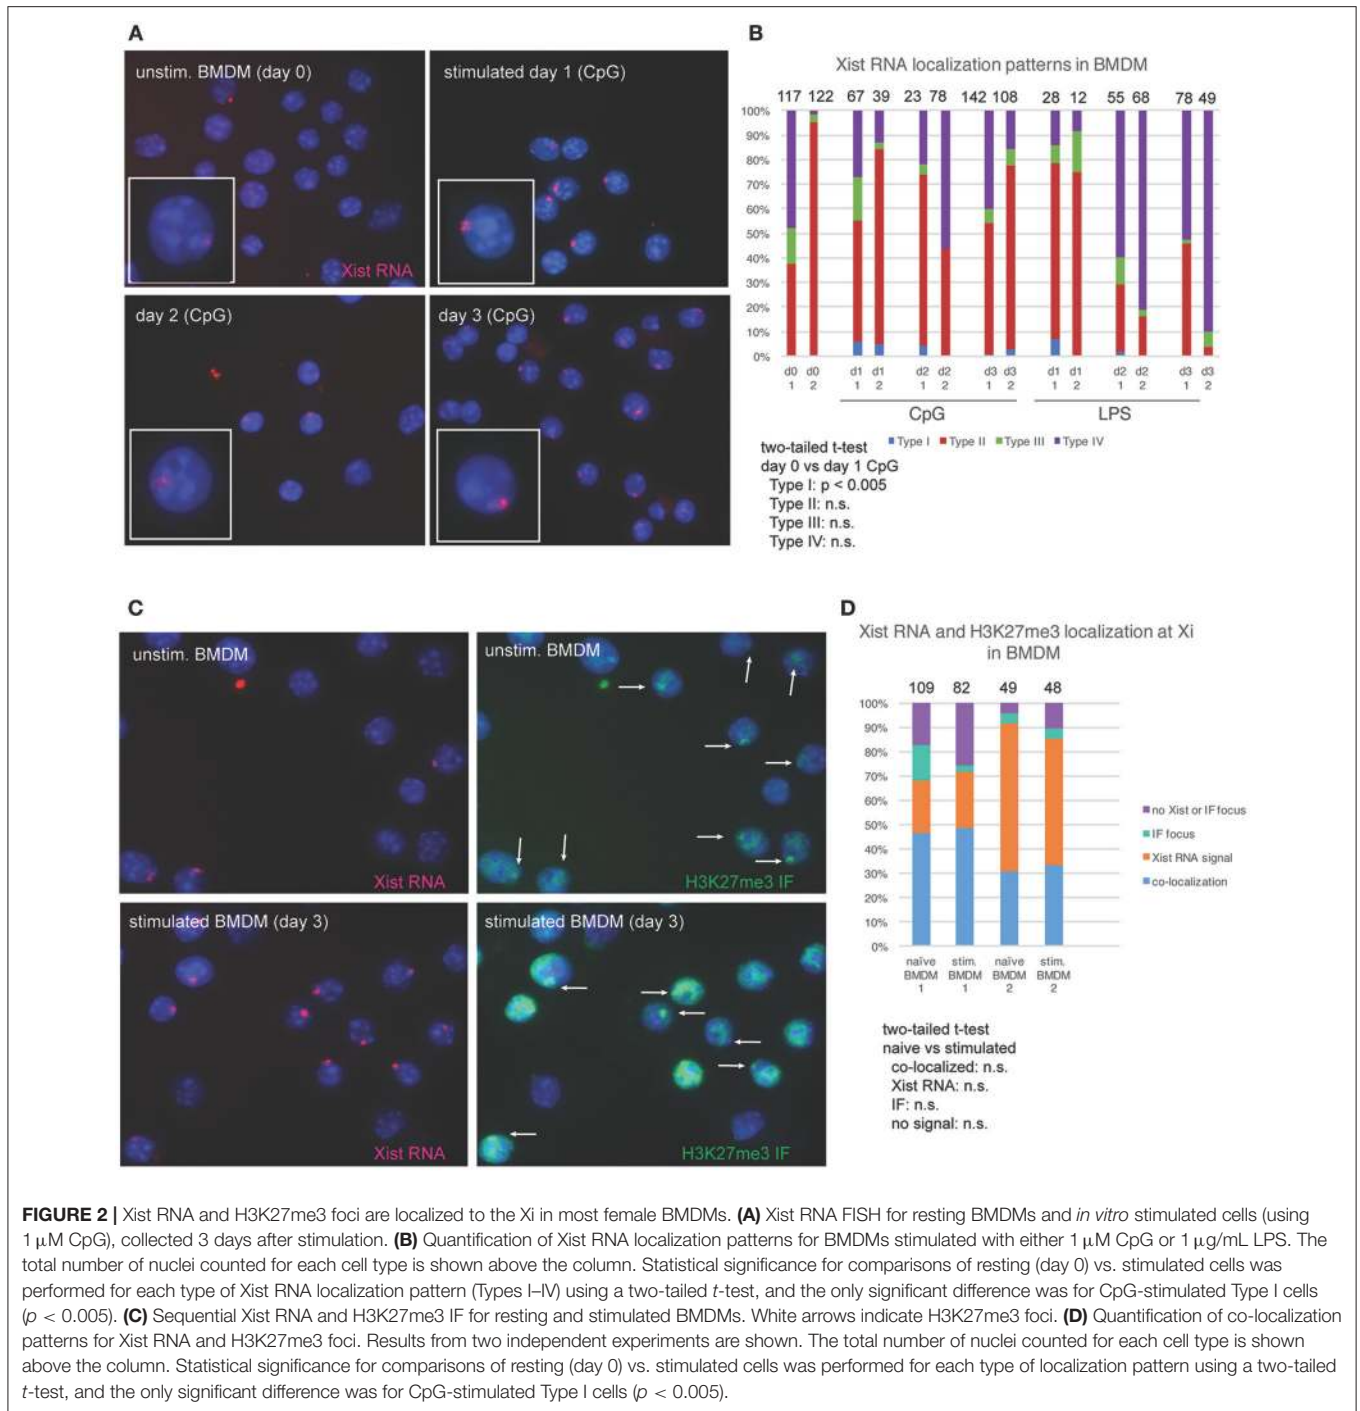 A
unstim. BMDM (day 0)
Xist RNA
stimulated day 1 (CpG)
day 2 (CpG)
day 3 (CpG)
B
Xist RNA localization patterns in BMDM
117 122 67 39 23 78 142 108 28 12 55 68 78 49
100%
90%
80%
70%
60%
50%
40%
30%
20%
10%
0%
d0 d0 d1 d1 d2 d2 d3 d3 d1 d1 d2 d2 d3 d3
1 2 1 2 1 2 1 2 1 2 1 2 1 2
CpG LPS
Type I Type II Type III Type IV
two-tailed t-test
day 0 vs day 1 CpG
Type I: p < 0.005
Type II: n.s.
Type III: n.s.
Type IV: n.s.
C
unstim. BMDM
Xist RNA
unstim. BMDM
H3K27me3 IF
stimulated BMDM (day 3)
Xist RNA
stimulated BMDM (day 3)
H3K27me3 IF
D
Xist RNA and H3K27me3 localization at Xi
in BMDM
109 82 49 48
100%
90%
80%
70%
60%
50%
40%
30%
20%
10%
0%
naïve stim. naïve stim.
BMDM BMDM BMDM BMDM
1 1 2 2
no Xist or IF focus
IF focus
Xist RNA signal
co-localization
two-tailed t-test
naive vs stimulated
co-localized: n.s.
Xist RNA: n.s.
IF: n.s.
no signal: n.s.
FIGURE 2 | Xist RNA and H3K27me3 foci are localized to the Xi in most female BMDMs. (A) Xist RNA FISH for resting BMDMs and in vitro stimulated cells (using
1 μM CpG), collected 3 days after stimulation. (B) Quantification of Xist RNA localization patterns for BMDMs stimulated with either 1 μM CpG or 1 μg/mL LPS. The
total number of nuclei counted for each cell type is shown above the column. Statistical significance for comparisons of resting (day 0) vs. stimulated cells was
performed for each type of Xist RNA localization pattern (Types I–IV) using a two-tailed t-test, and the only significant difference was for CpG-stimulated Type I cells
(p < 0.005). (C) Sequential Xist RNA and H3K27me3 IF for resting and stimulated BMDMs. White arrows indicate H3K27me3 foci. (D) Quantification of co-localization
patterns for Xist RNA and H3K27me3 foci. Results from two independent experiments are shown. The total number of nuclei counted for each cell type is shown
above the column. Statistical significance for comparisons of resting (day 0) vs. stimulated cells was performed for each type of localization pattern using a two-tailed
t-test, and the only significant difference was for CpG-stimulated Type I cells (p < 0.005).